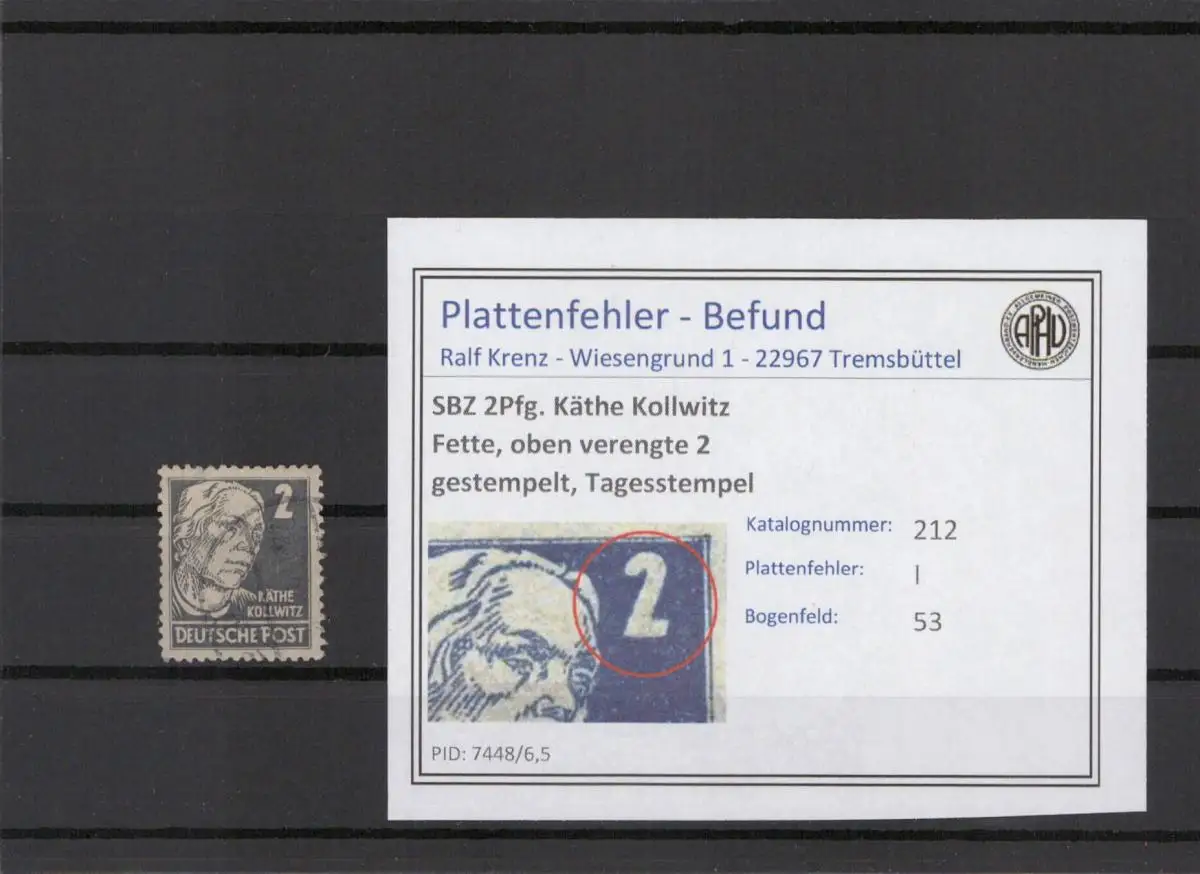 Plattenfehler - Befund
Ralf Krenz - Wiesengrund 1 - 22967 Tremsbüttel
APHV
SBZ 2Pfg. Käthe Kollwitz
Fette, oben verengte 2
gestempelt, Tagesstempel
2
KÄTHE
KOLLWITZ
DEUTSCHE POST
2
Katalognummer: 212
Plattenfehler: I
Bogenfeld: 53
PID: 7448/6,5